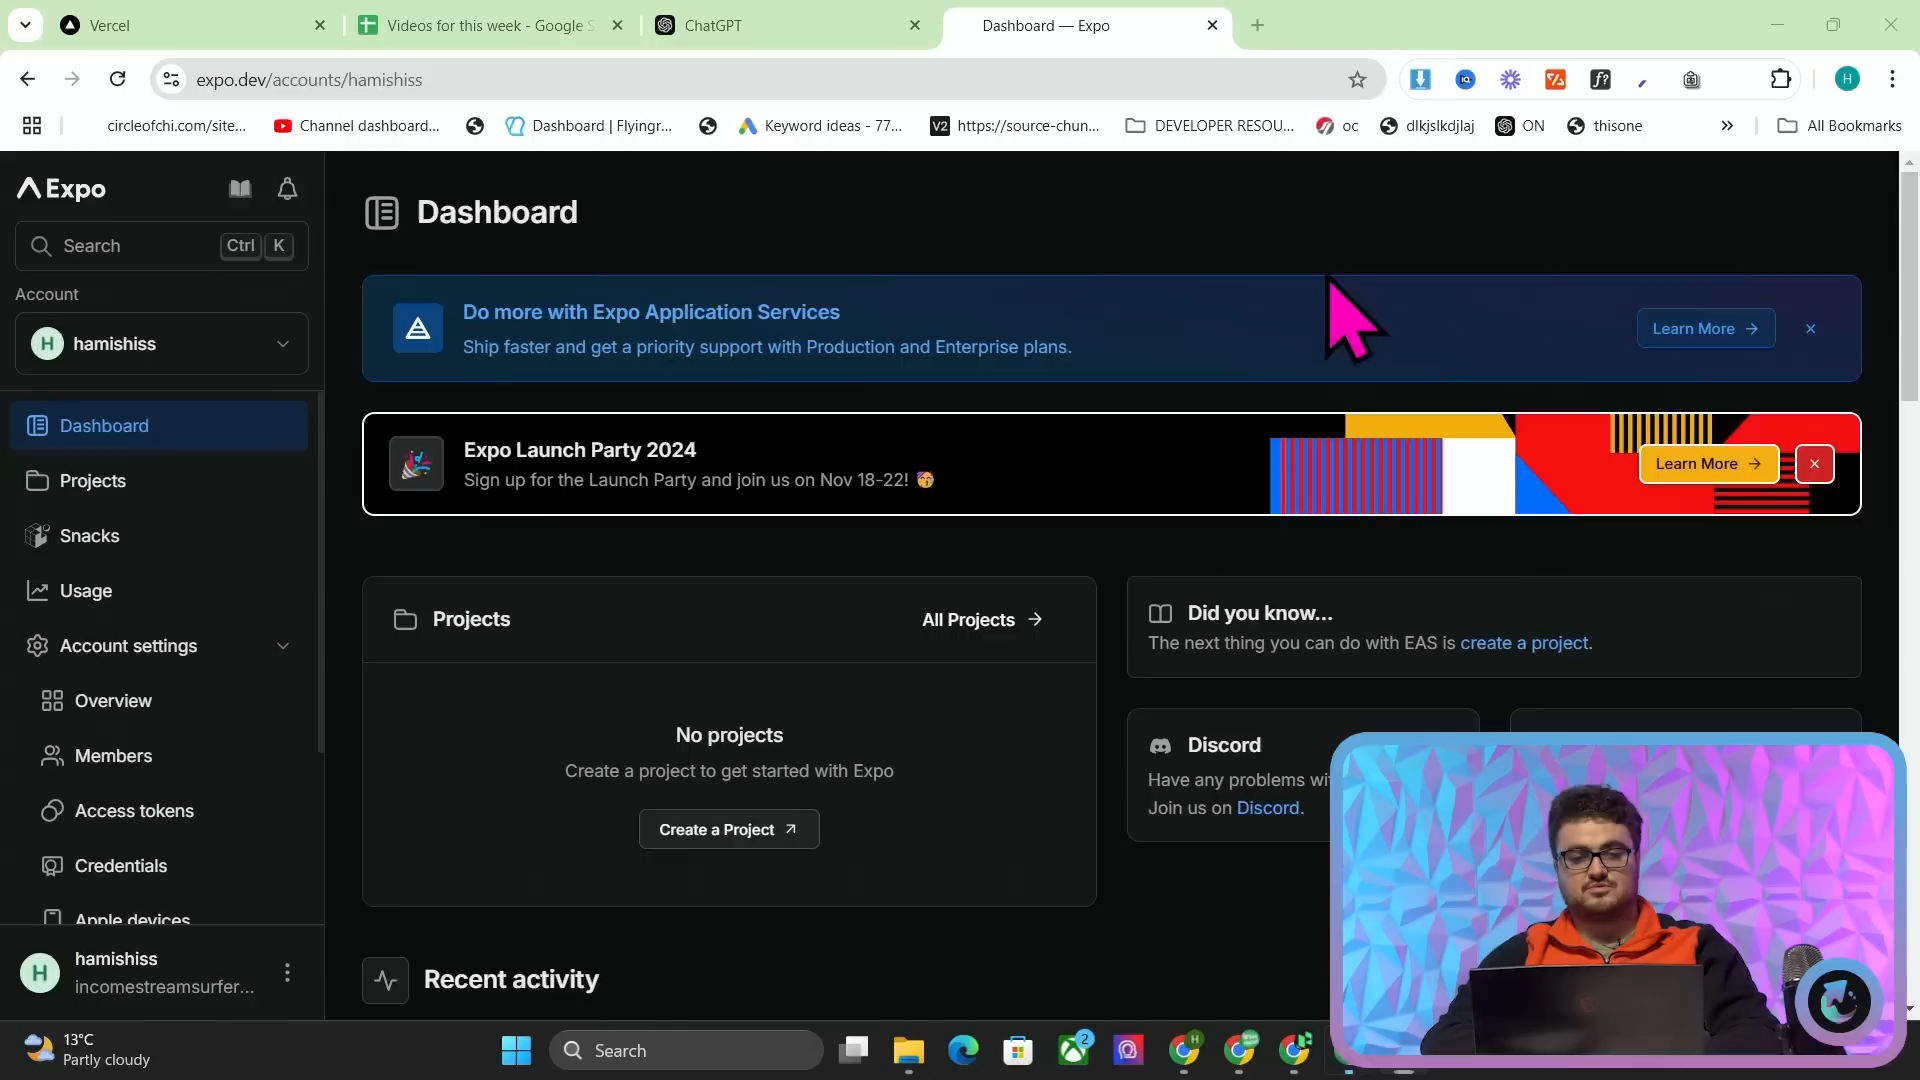 Vercel
Videos for this week - Google S
ChatGPT
Dashboard — Expo
expo.dev/accounts/hamishiss
H
circleofchi.com/site...
Channel dashboard...
Dashboard | Flyingr...
Keyword ideas - 77...
V2
https://source-chun...
DEVELOPER RESOU...
oc
dlkjslkdjlaj
ON
thisone
All Bookmarks
Expo
Search
Ctrl
K
Account
H
hamishiss
Dashboard
Projects
Snacks
Usage
Account settings
Overview
Members
Access tokens
Credentials
Apple devices
H
hamishiss
incomestreamsurfer...
Dashboard
Do more with Expo Application Services
Ship faster and get a priority support with Production and Enterprise plans.
Learn More
Expo Launch Party 2024
Sign up for the Launch Party and join us on Nov 18-22! 🥳
Learn More
Projects
All Projects
No projects
Create a project to get started with Expo
Create a Project
Did you know...
The next thing you can do with EAS is create a project.
Discord
Have any problems wi
Join us on Discord.
Recent activity
13°C
Partly cloudy
Search
2
H